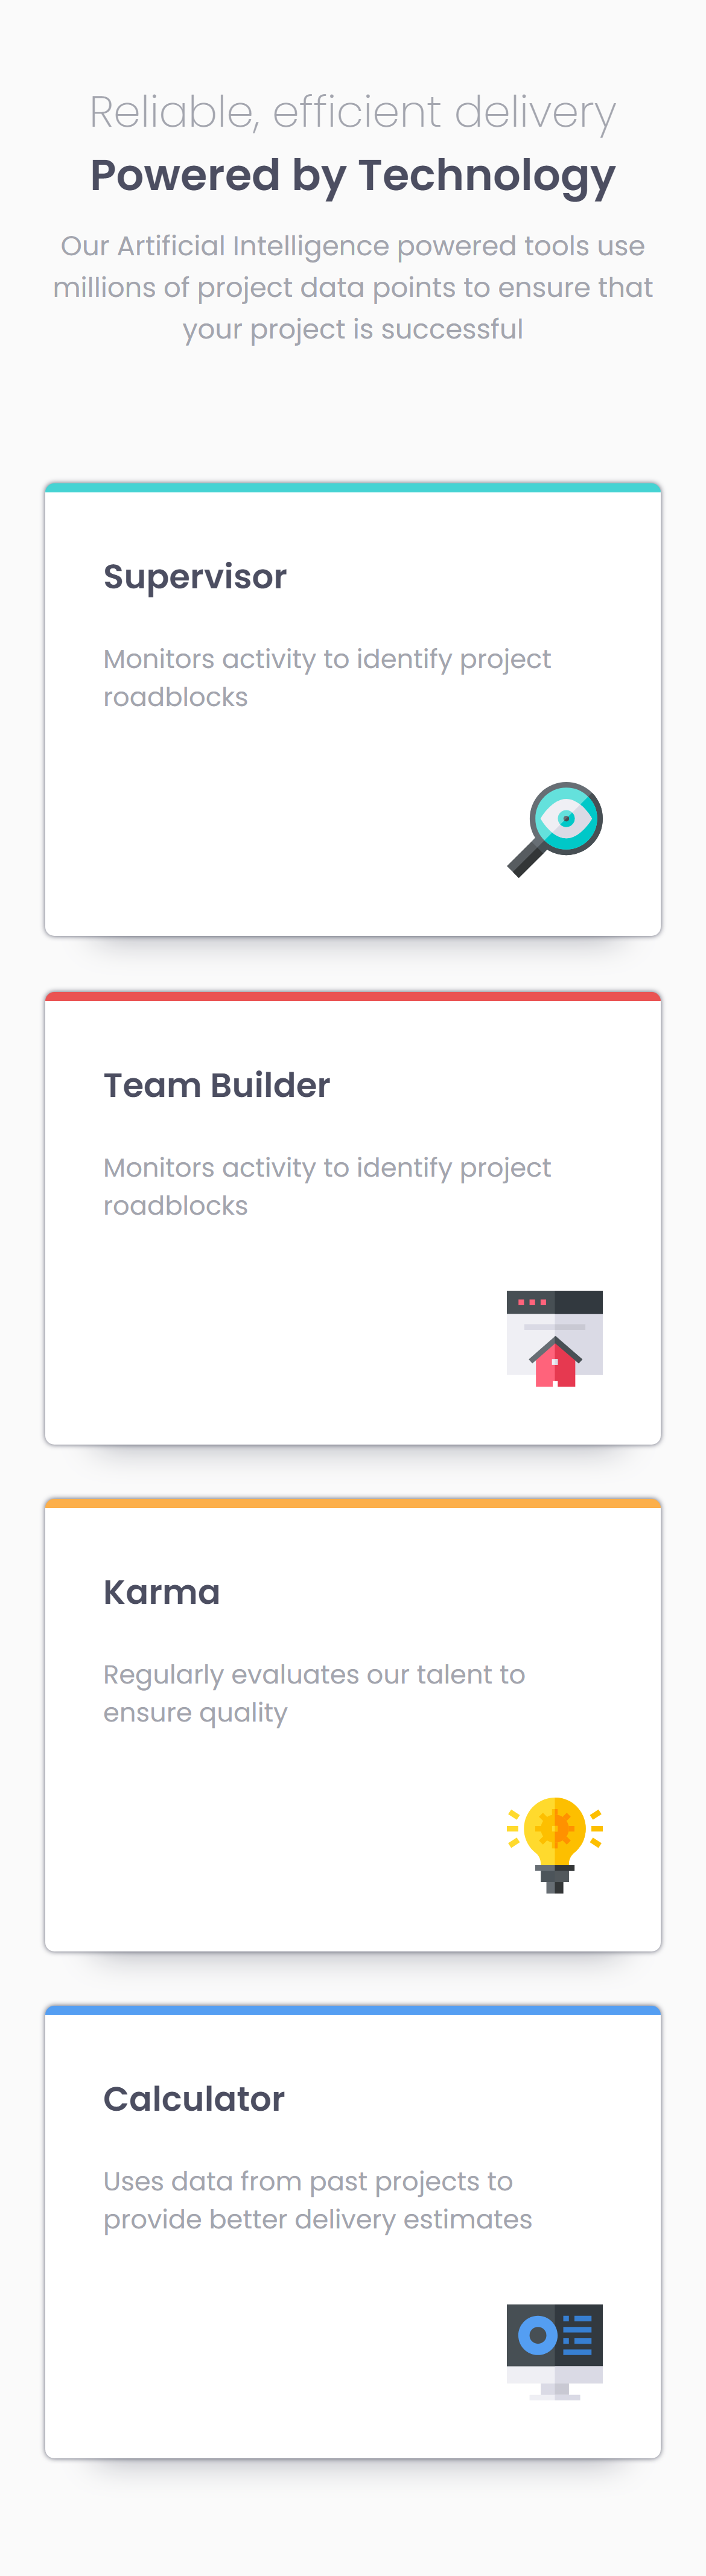 Reliable, efficient delivery
Powered by Technology
Our Artificial Intelligence powered tools use
millions of project data points to ensure that
your project is successful
Supervisor
Monitors activity to identify project
roadblocks
Team Builder
Monitors activity to identify project
roadblocks
Karma
Regularly evaluates our talent to
ensure quality
Calculator
Uses data from past projects to
provide better delivery estimates